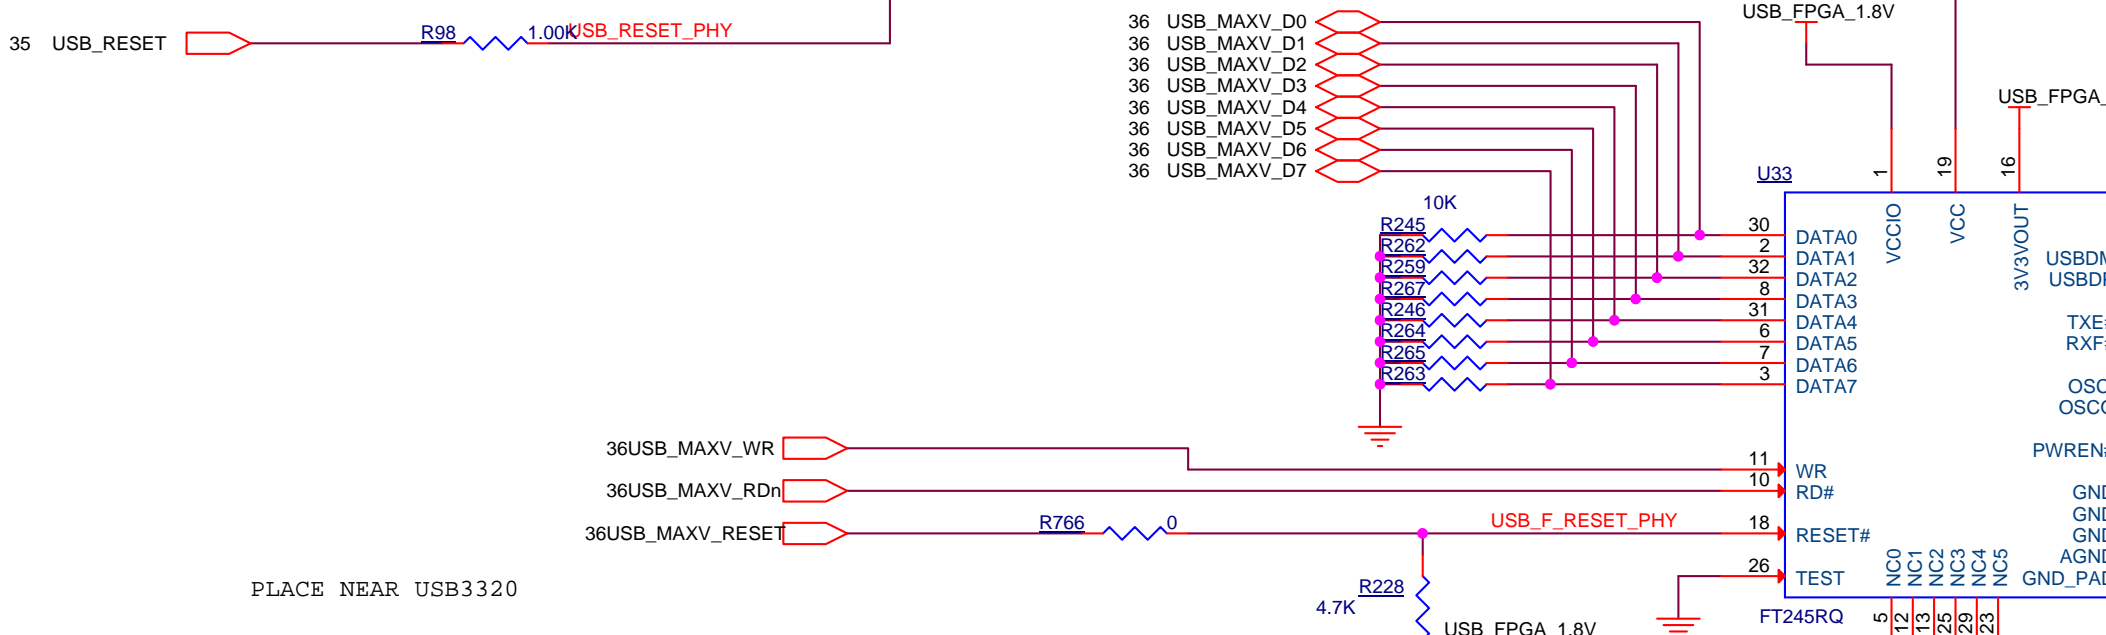 35 USB_RESET
R98
1.00K
USB_RESET_PHY
36 USB_MAXV_D0
36 USB_MAXV_D1
36 USB_MAXV_D2
36 USB_MAXV_D3
36 USB_MAXV_D4
36 USB_MAXV_D5
36 USB_MAXV_D6
36 USB_MAXV_D7
USB_FPGA_1.8V
USB_FPGA_
U33
1
19
16
VCCIO
VCC
3V3VOUT
10K
R245
R262
R259
R267
R246
R264
R265
R263
30 DATA0
2 DATA1
32 DATA2
8 DATA3
31 DATA4
6 DATA5
7 DATA6
3 DATA7
USBDM
USBDP
TXE#
RXF#
OSC
OSCO
PWREN#
GND
GND
GND
AGND
GND_PAD
36USB_MAXV_WR
11 WR
36USB_MAXV_RDn
10 RD#
36USB_MAXV_RESET
R766
0
USB_F_RESET_PHY
18 RESET#
26 TEST
NC0
NC1
NC2
NC3
NC4
NC5
5
12
13
25
29
23
FT245RQ
R228
4.7K
USB_FPGA_1.8V
PLACE NEAR USB3320